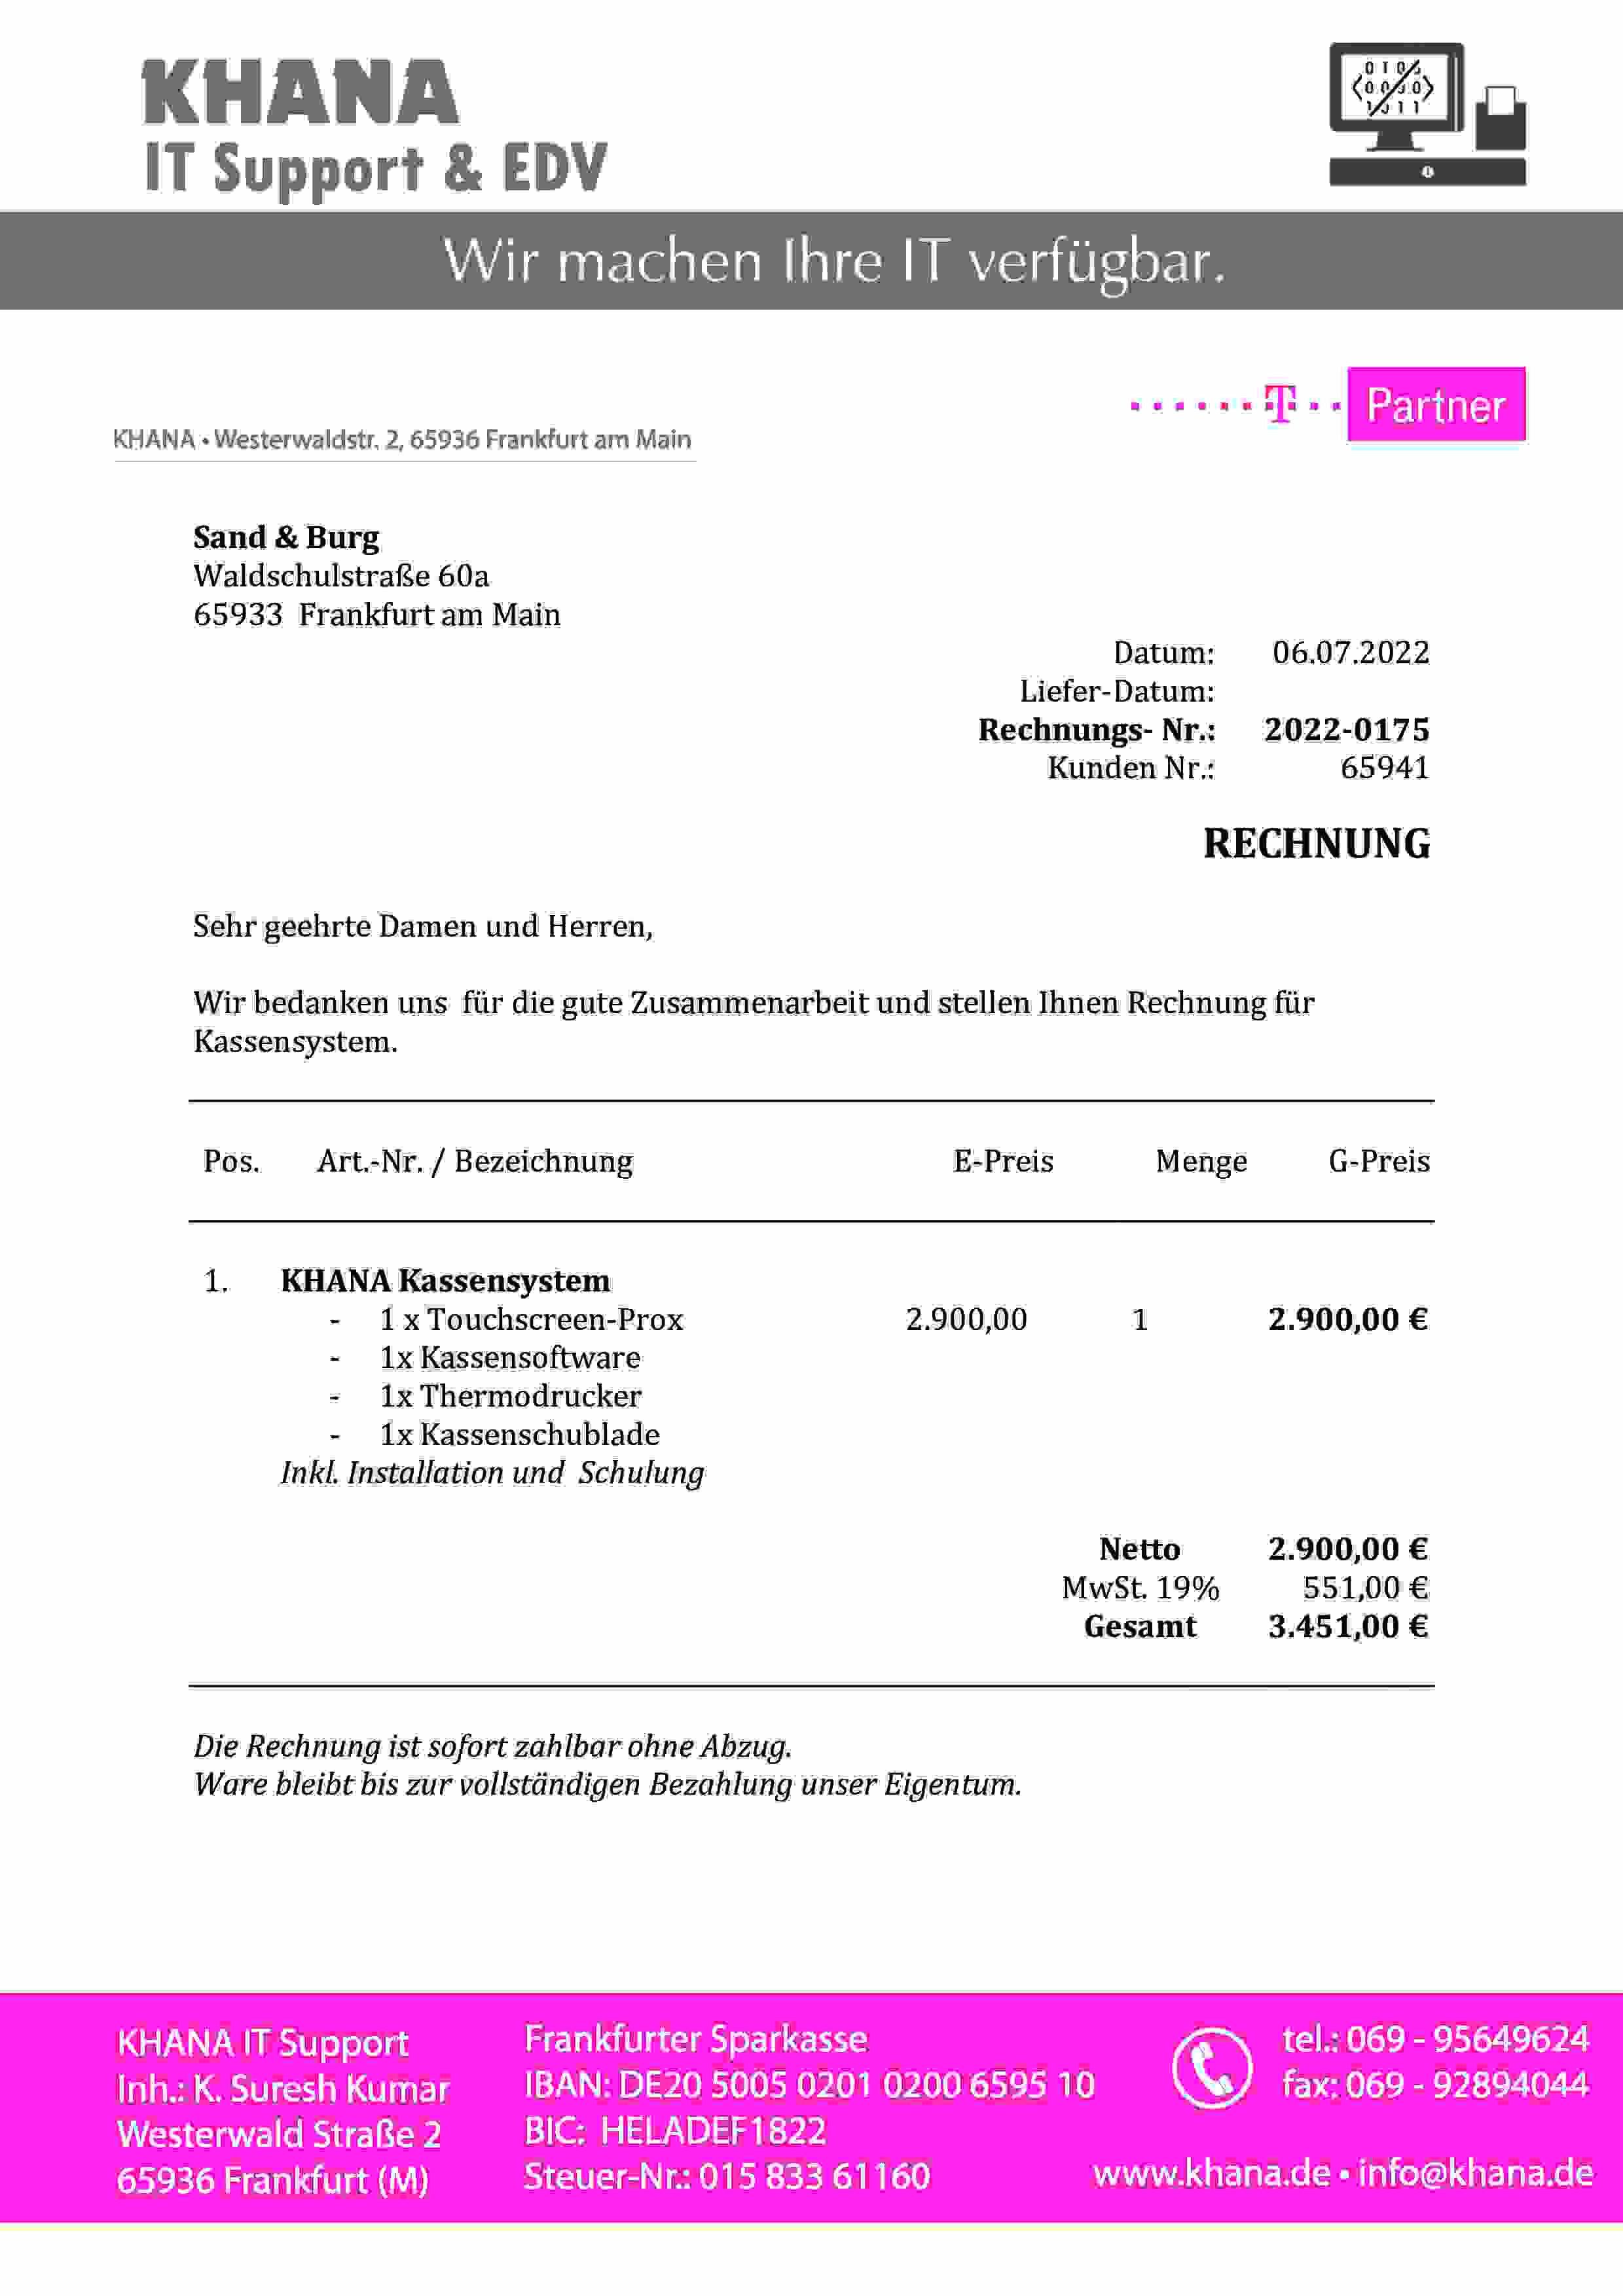 KHANA
IT Support & EDV
Wir machen Ihre IT verfügbar.
T Partner
KHANA • Westerwaldstr. 2, 65936 Frankfurt am Main
Sand & Burg
Waldschulstraße 60a
65933 Frankfurt am Main
Datum: 06.07.2022
Liefer-Datum:
Rechnungs- Nr.: 2022-0175
Kunden Nr.: 65941
RECHNUNG
Sehr geehrte Damen und Herren,
Wir bedanken uns für die gute Zusammenarbeit und stellen Ihnen Rechnung für
Kassensystem.
Pos. Art.-Nr. / Bezeichnung E-Preis Menge G-Preis
1. KHANA Kassensystem
- 1 x Touchscreen-Prox 2.900,00 1 2.900,00 €
- 1x Kassensoftware
- 1x Thermodrucker
- 1x Kassenschublade
Inkl. Installation und Schulung
Netto 2.900,00 €
MwSt. 19% 551,00 €
Gesamt 3.451,00 €
Die Rechnung ist sofort zahlbar ohne Abzug.
Ware bleibt bis zur vollständigen Bezahlung unser Eigentum.
KHANA IT Support
Inh.: K. Suresh Kumar
Westerwald Straße 2
65936 Frankfurt (M)
Frankfurter Sparkasse
IBAN: DE20 5005 0201 0200 6595 10
BIC: HELADEF1822
Steuer-Nr.: 015 833 61160
tel.: 069 - 95649624
fax: 069 - 92894044
www.khana.de • info@khana.de